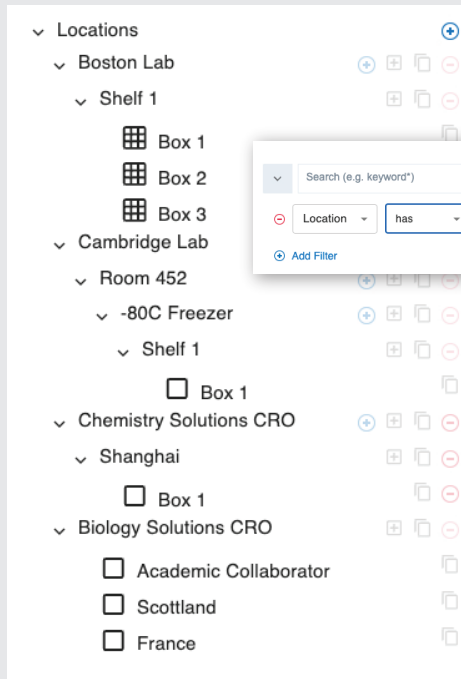 Locations
Boston Lab
Shelf 1
Box 1
Box 2
Box 3
Search (e.g. keyword*)
Location has
Add Filter
Cambridge Lab
Room 452
-80C Freezer
Shelf 1
Box 1
Chemistry Solutions CRO
Shanghai
Box 1
Biology Solutions CRO
Academic Collaborator
Scottland
France